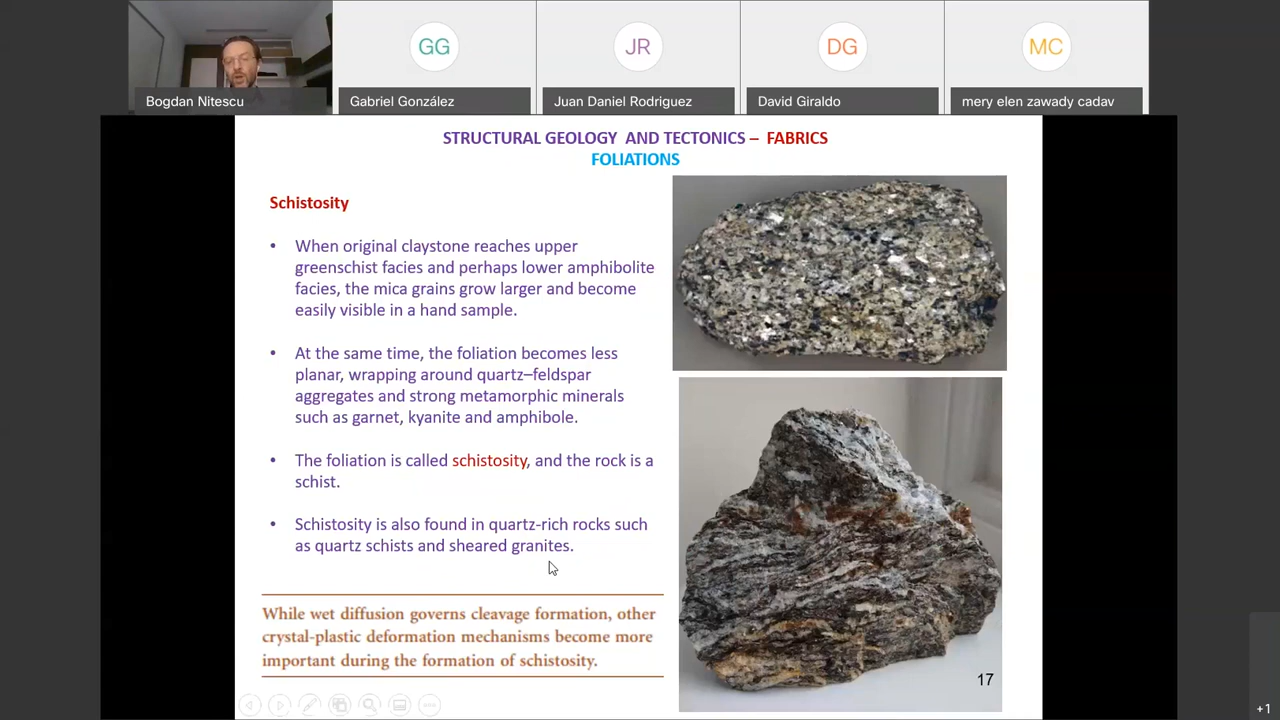 GG
JR
DG
MC
Bogdan Nitescu
Gabriel González
Juan Daniel Rodriguez
David Giraldo
mery elen zawady cadav
STRUCTURAL GEOLOGY AND TECTONICS – FABRICS
FOLIATIONS
Schistosity
• When original claystone reaches upper
greenschist facies and perhaps lower amphibolite
facies, the mica grains grow larger and become
easily visible in a hand sample.
• At the same time, the foliation becomes less
planar, wrapping around quartz–feldspar
aggregates and strong metamorphic minerals
such as garnet, kyanite and amphibole.
• The foliation is called schistosity, and the rock is a
schist.
• Schistosity is also found in quartz-rich rocks such
as quartz schists and sheared granites.
While wet diffusion governs cleavage formation, other
crystal-plastic deformation mechanisms become more
important during the formation of schistosity.
17
+1